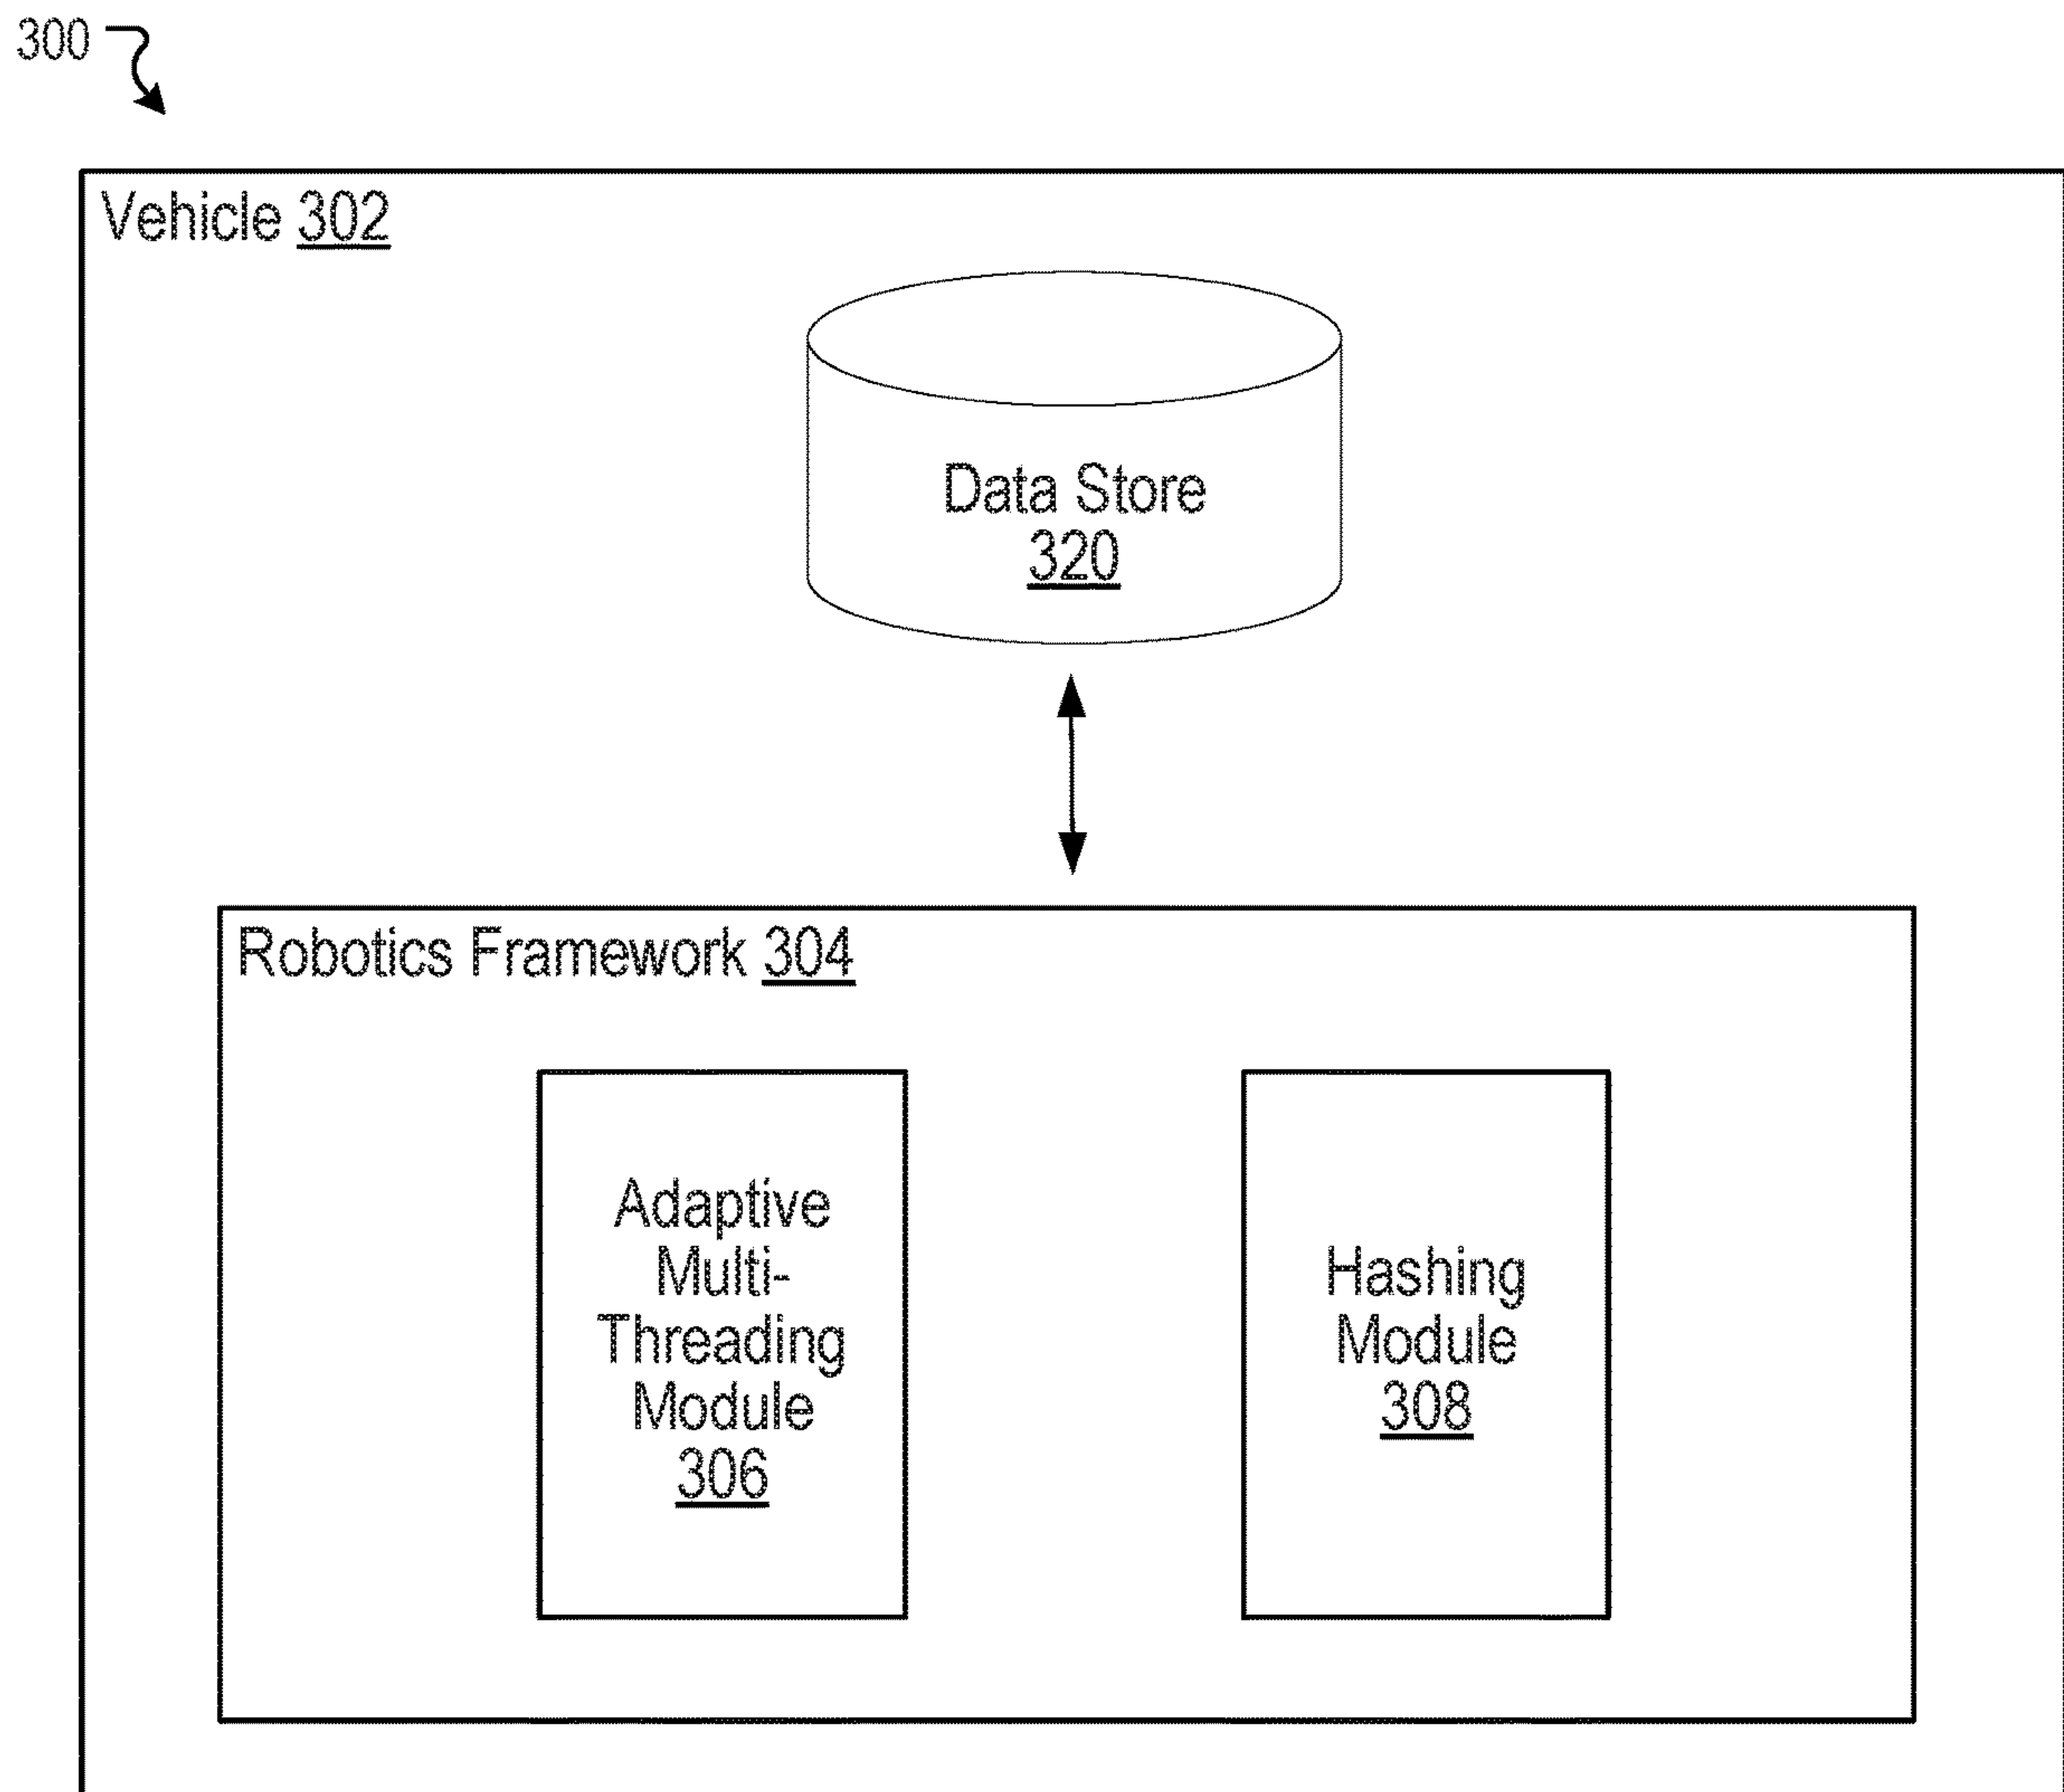 300
Vehicle 302
Data Store
320
Robotics Framework 304
Adaptive
Multi-
Threading
Module
306
Hashing
Module
308